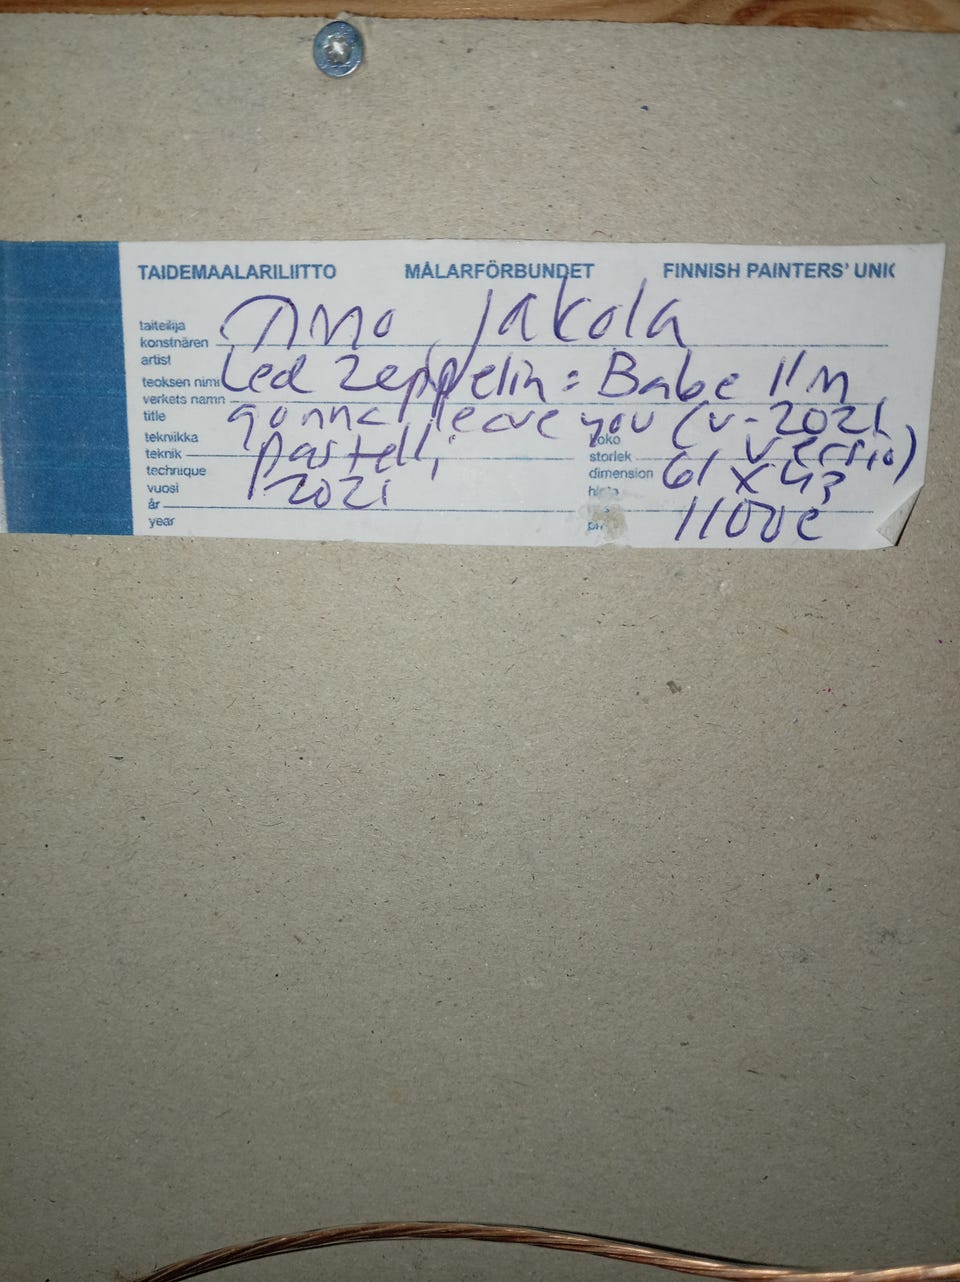 TAIDEMAALARILIITTO MÅLARFÖRBUNDET FINNISH PAINTERS' UNI
taiteilija
konstnären
artist
Timo Jakola
teoksen nimi
verkets namn
title
Led Zeppelin: Babe I'm
gonna leave you (v-2021
versio)
tekniikka
teknik
technique
pastelli
koko
storlek
dimension
61 x 43
vuosi
år
year
2021
1100€